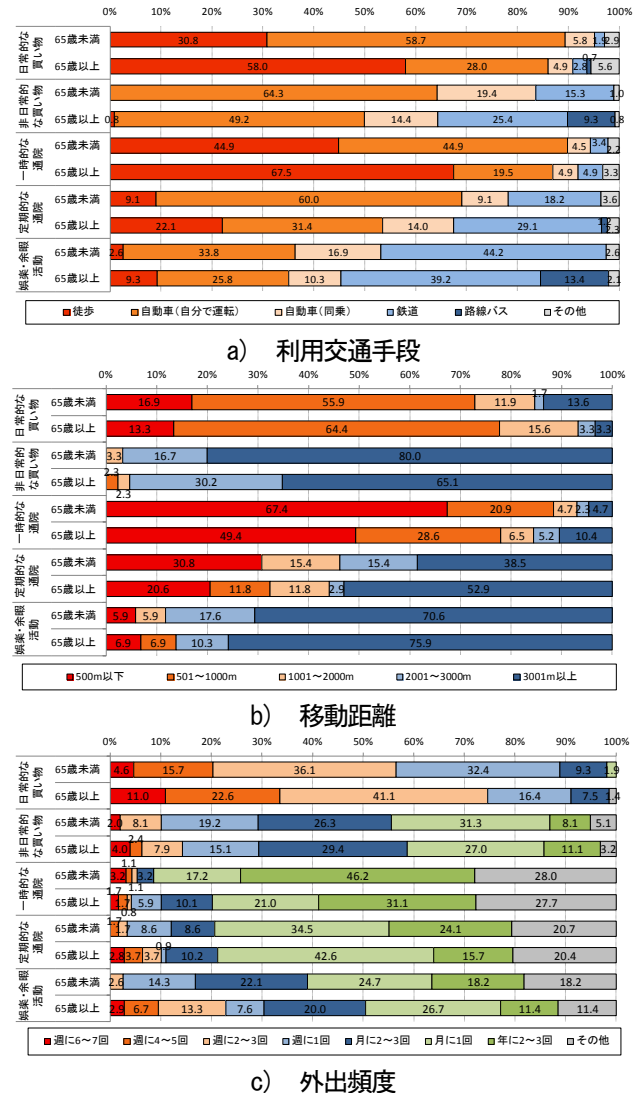 0% 10% 20% 30% 40% 50% 60% 70% 80% 90% 100%
日常的な買い物
65歳未満 30.8 58.7 5.8 1.9 2.9
65歳以上 58.0 28.0 4.9 2.8 0.7 5.6
非日常的な買い物
65歳未満 64.3 19.4 15.3 1.0
65歳以上 0.8 49.2 14.4 25.4 9.3 0.8
一時的な通院
65歳未満 44.9 44.9 4.5 3.4 2.2
65歳以上 67.5 19.5 4.9 4.9 3.3
定期的な通院
65歳未満 9.1 60.0 9.1 18.2 3.6
65歳以上 22.1 31.4 14.0 29.1 1.2 2.3
娯楽・余暇活動
65歳未満 2.6 33.8 16.9 44.2 2.6
65歳以上 9.3 25.8 10.3 39.2 13.4 2.1
徒歩 自動車(自分で運転) 自動車(同乗) 鉄道 路線バス その他
a) 利用交通手段
0% 10% 20% 30% 40% 50% 60% 70% 80% 90% 100%
日常的な買い物
65歳未満 16.9 55.9 11.9 1.7 13.6
65歳以上 13.3 64.4 15.6 3.3 3.3
非日常的な買い物
65歳未満 3.3 16.7 80.0
65歳以上 2.3 2.3 30.2 65.1
一時的な通院
65歳未満 67.4 20.9 4.7 2.3 4.7
65歳以上 49.4 28.6 6.5 5.2 10.4
定期的な通院
65歳未満 30.8 15.4 15.4 38.5
65歳以上 20.6 11.8 11.8 2.9 52.9
娯楽・余暇活動
65歳未満 5.9 5.9 17.6 70.6
65歳以上 6.9 6.9 10.3 75.9
500m以下 501～1000m 1001～2000m 2001～3000m 3001m以上
b) 移動距離
0% 10% 20% 30% 40% 50% 60% 70% 80% 90% 100%
日常的な買い物
65歳未満 4.6 15.7 36.1 32.4 9.3 1.9
65歳以上 11.0 22.6 41.1 16.4 7.5 1.4
非日常的な買い物
65歳未満 2.0 8.1 19.2 26.3 31.3 8.1 5.1
65歳以上 4.0 2.4 7.9 15.1 29.4 27.0 11.1 3.2
一時的な通院
65歳未満 3.2 1.1 1.1 3.2 17.2 46.2 28.0
65歳以上 1.7 1.7 0.8 5.9 10.1 21.0 31.1 27.7
定期的な通院
65歳未満 1.7 1.7 8.6 8.6 34.5 24.1 20.7
65歳以上 2.8 3.7 3.7 0.9 10.2 42.6 15.7 20.4
娯楽・余暇活動
65歳未満 2.6 14.3 22.1 24.7 18.2 18.2
65歳以上 2.9 6.7 13.3 7.6 20.0 26.7 11.4 11.4
週に6～7回 週に4～5回 週に2～3回 週に1回 月に2～3回 月に1回 年に2～3回 その他
c) 外出頻度